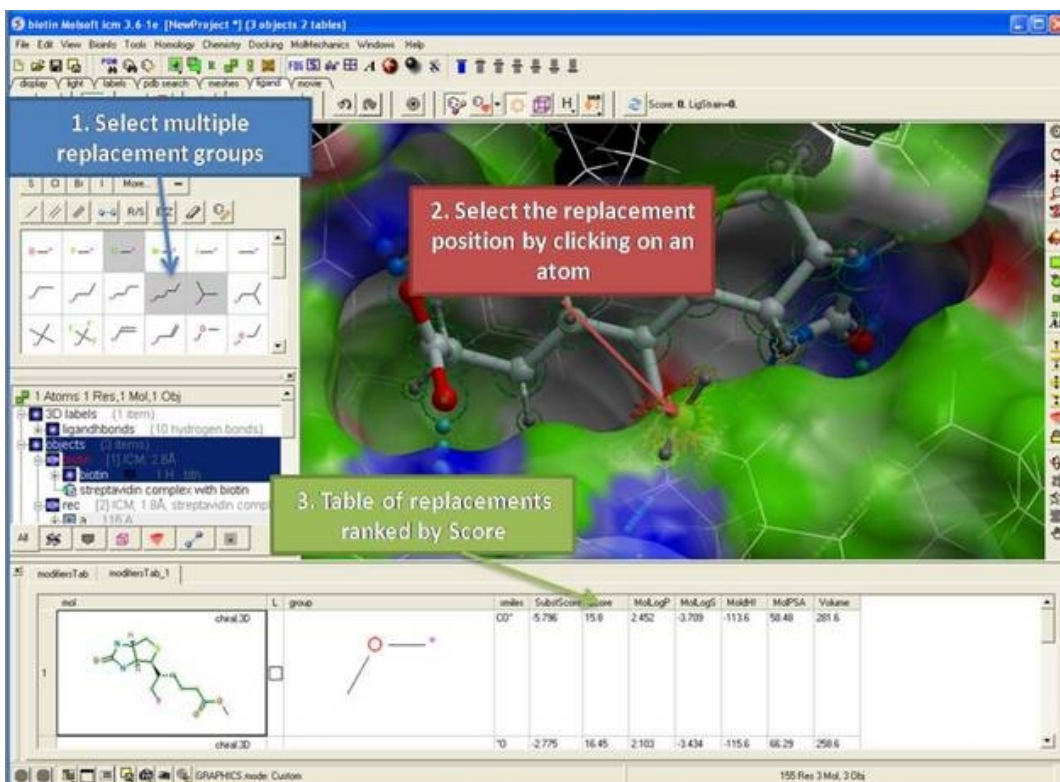 biotin Molsoft icm 3.6-1e [NewProject *] (3 objects 2 tables)
File Edit View Bioinfo Tools Homology Chemistry Docking MolMechanics Windows Help
display light labels pdb search meshes ligand movie
Score: 0. LigStrain=0.
1. Select multiple
replacement groups
S Cl Br I More...
R/S E/Z
2. Select the replacement
position by clicking on an
atom
1 Atoms 1 Res,1 Mol,1 Obj
3D labels (1 item)
ligandhbonds (10 hydrogen bonds)
objects (3 items)
biotin [1] ICM, 2.8Å
biotin 1 H
streptavidin complex with biotin
rec [2] ICM, 1.8Å, streptavidin comp
a 116 A
3. Table of replacements
ranked by Score
All
modifiersTab modifiersTab_1
mol L group smiles SubstScore Score MolLogP MolLogS MoldHf MolPSA Volume
1 chiral.3D CO* -5.796 15.8 2.452 -3.709 -113.6 58.48 281.6
chiral.3D *O -2.775 16.45 2.103 -3.434 -115.6 66.29 258.6
GRAPHICS mode: Custom 155 Res 3 Mol, 3 Obj